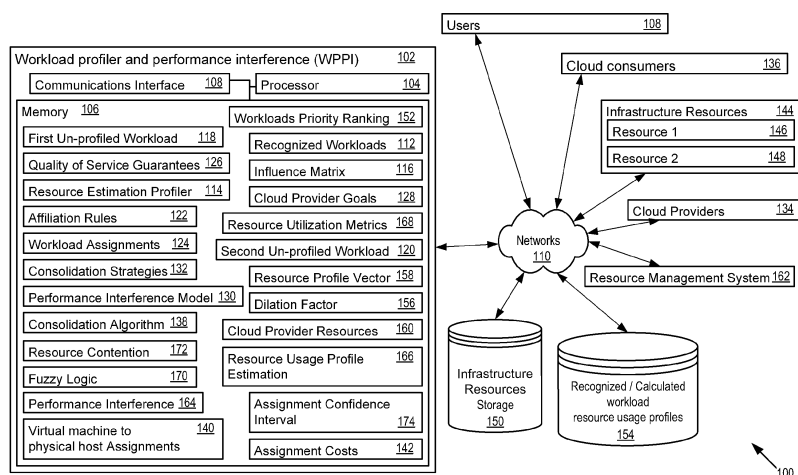 Users 108
Workload profiler and performance interference (WPPI) 102
Communications Interface 108
Processor 104
Memory 106
First Un-profiled Workload 118
Quality of Service Guarantees 126
Resource Estimation Profiler 114
Affiliation Rules 122
Workload Assignments 124
Consolidation Strategies 132
Performance Interference Model 130
Consolidation Algorithm 138
Resource Contention 172
Fuzzy Logic 170
Performance Interference 164
Virtual machine to
physical host Assignments 140
Workloads Priority Ranking 152
Recognized Workloads 112
Influence Matrix 116
Cloud Provider Goals 128
Resource Utilization Metrics 168
Second Un-profiled Workload 120
Resource Profile Vector 158
Dilation Factor 156
Cloud Provider Resources 160
Resource Usage Profile
Estimation 166
Assignment Confidence
Interval 174
Assignment Costs 142
Cloud consumers 136
Infrastructure Resources 144
Resource 1 146
Resource 2 148
Cloud Providers 134
Networks
110
Resource Management System 162
Infrastructure
Resources
Storage
150
Recognized / Calculated
workload
resource usage profiles
154
100